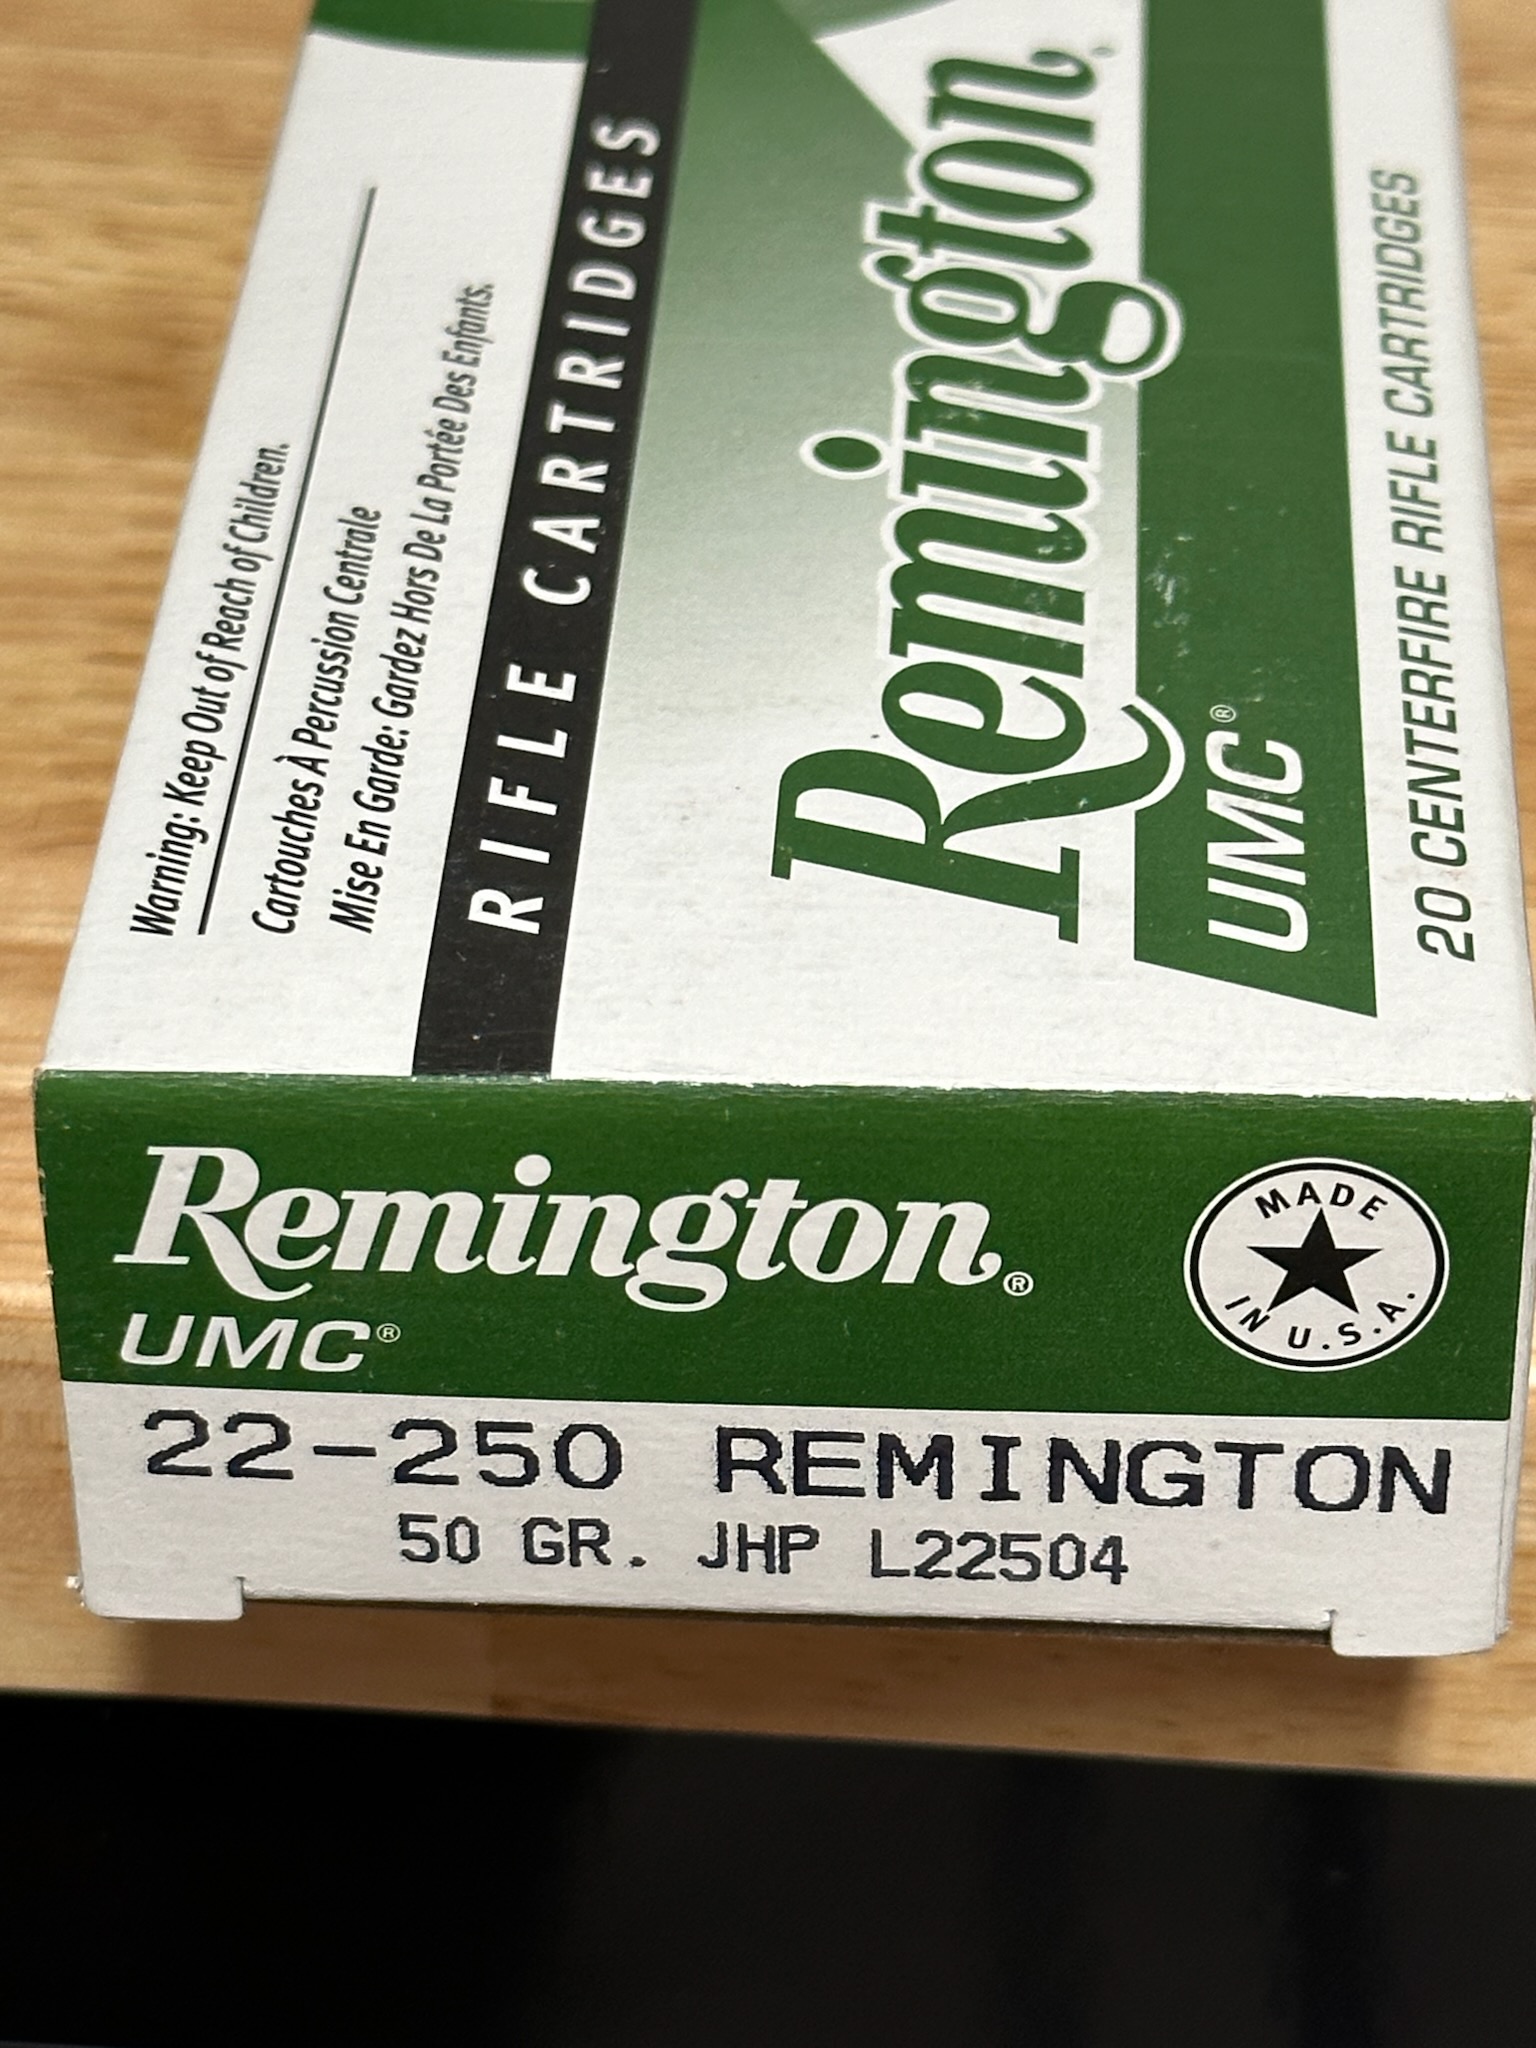 Warning: Keep Out of Reach of Children.
Cartouches À Percussion Centrale
Mise En Garde: Gardez Hors De La Portée Des Enfants.
RIFLE CARTRIDGES
Remington®
UMC®
20 CENTERFIRE RIFLE CARTRIDGES
Remington®
UMC®
MADE
IN U.S.A.
22-250 REMINGTON
50 GR. JHP L22504